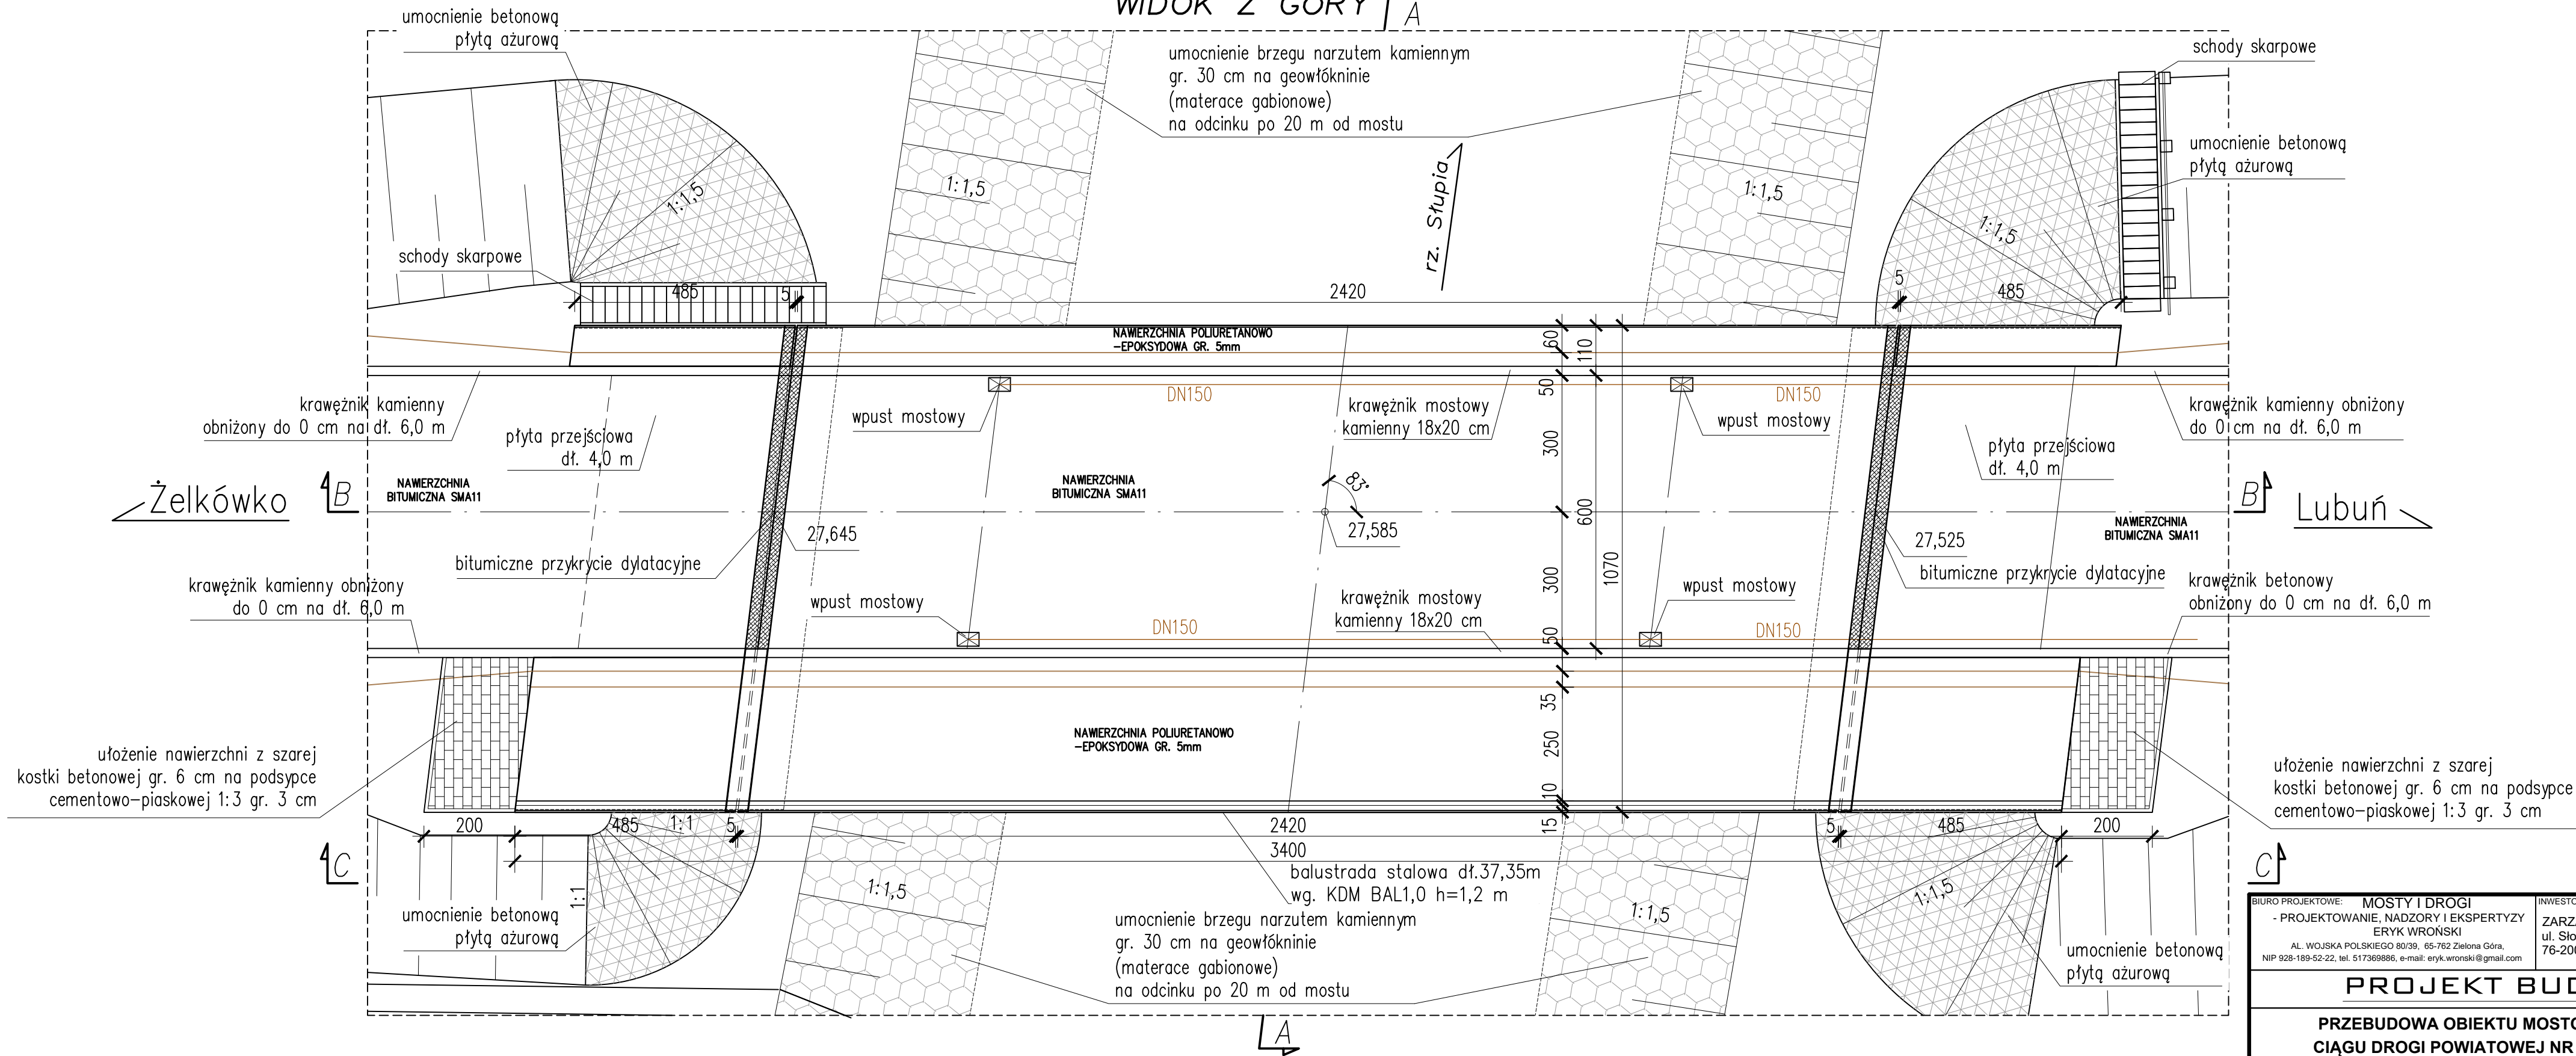 WIDOK Z GÓRY
A
umocnienie betonową
płytą ażurową
umocnienie brzegu narzutem kamiennym
gr. 30 cm na geowłókninie
(materace gabionowe)
na odcinku po 20 m od mostu
schody skarpowe
umocnienie betonową
płytą ażurową
1:1,5
1:1,5
rz. Słupia
1:1,5
1:1,5
schody skarpowe
485
5
2420
5
485
NAWIERZCHNIA POLIURETANOWO
-EPOKSYDOWA GR. 5mm
60
110
50
DN150
DN150
krawężnik kamienny
obniżony do 0 cm na dł. 6,0 m
płyta przejściowa
dł. 4,0 m
wpust mostowy
krawężnik mostowy
kamienny 18x20 cm
wpust mostowy
krawężnik kamienny obniżony
do 0 cm na dł. 6,0 m
płyta przejściowa
dł. 4,0 m
300
Żelkówko
B
NAWIERZCHNIA
BITUMICZNA SMA11
NAWIERZCHNIA
BITUMICZNA SMA11
83°
600
NAWIERZCHNIA
BITUMICZNA SMA11
B
Lubuń
27,645
27,585
27,525
bitumiczne przykrycie dylatacyjne
bitumiczne przykrycie dylatacyjne
1070
300
krawężnik kamienny obniżony
do 0 cm na dł. 6,0 m
wpust mostowy
krawężnik mostowy
kamienny 18x20 cm
wpust mostowy
krawężnik betonowy
obniżony do 0 cm na dł. 6,0 m
DN150
DN150
50
35
NAWIERZCHNIA POLIURETANOWO
-EPOKSYDOWA GR. 5mm
250
10
15
ułożenie nawierzchni z szarej
kostki betonowej gr. 6 cm na podsypce
cementowo-piaskowej 1:3 gr. 3 cm
ułożenie nawierzchni z szarej
kostki betonowej gr. 6 cm na podsypce
cementowo-piaskowej 1:3 gr. 3 cm
200
485
1:1
5
2420
5
485
200
3400
C
C
balustrada stalowa dł.37,35m
wg. KDM BAL1,0 h=1,2 m
1:1
1:1,5
1:1,5
1:1,5
umocnienie betonową
płytą ażurową
umocnienie brzegu narzutem kamiennym
gr. 30 cm na geowłókninie
(materace gabionowe)
na odcinku po 20 m od mostu
umocnienie betonową
płytą ażurową
A
BIURO PROJEKTOWE: MOSTY I DROGI
- PROJEKTOWANIE, NADZORY I EKSPERTYZY
ERYK WROŃSKI
AL. WOJSKA POLSKIEGO 80/39, 65-762 Zielona Góra,
NIP 928-189-52-22, tel. 517369886, e-mail: eryk.wronski@gmail.com
INWESTO
ZARZ
ul. Sło
76-200
PROJEKT BUD
PRZEBUDOWA OBIEKTU MOSTO
CIĄGU DROGI POWIATOWEJ NR